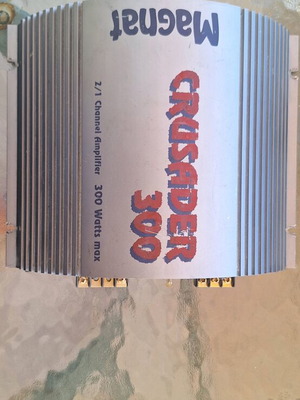 Magnat
CRUSADER
300
2/1 Channel Amplifier 300 Watts max